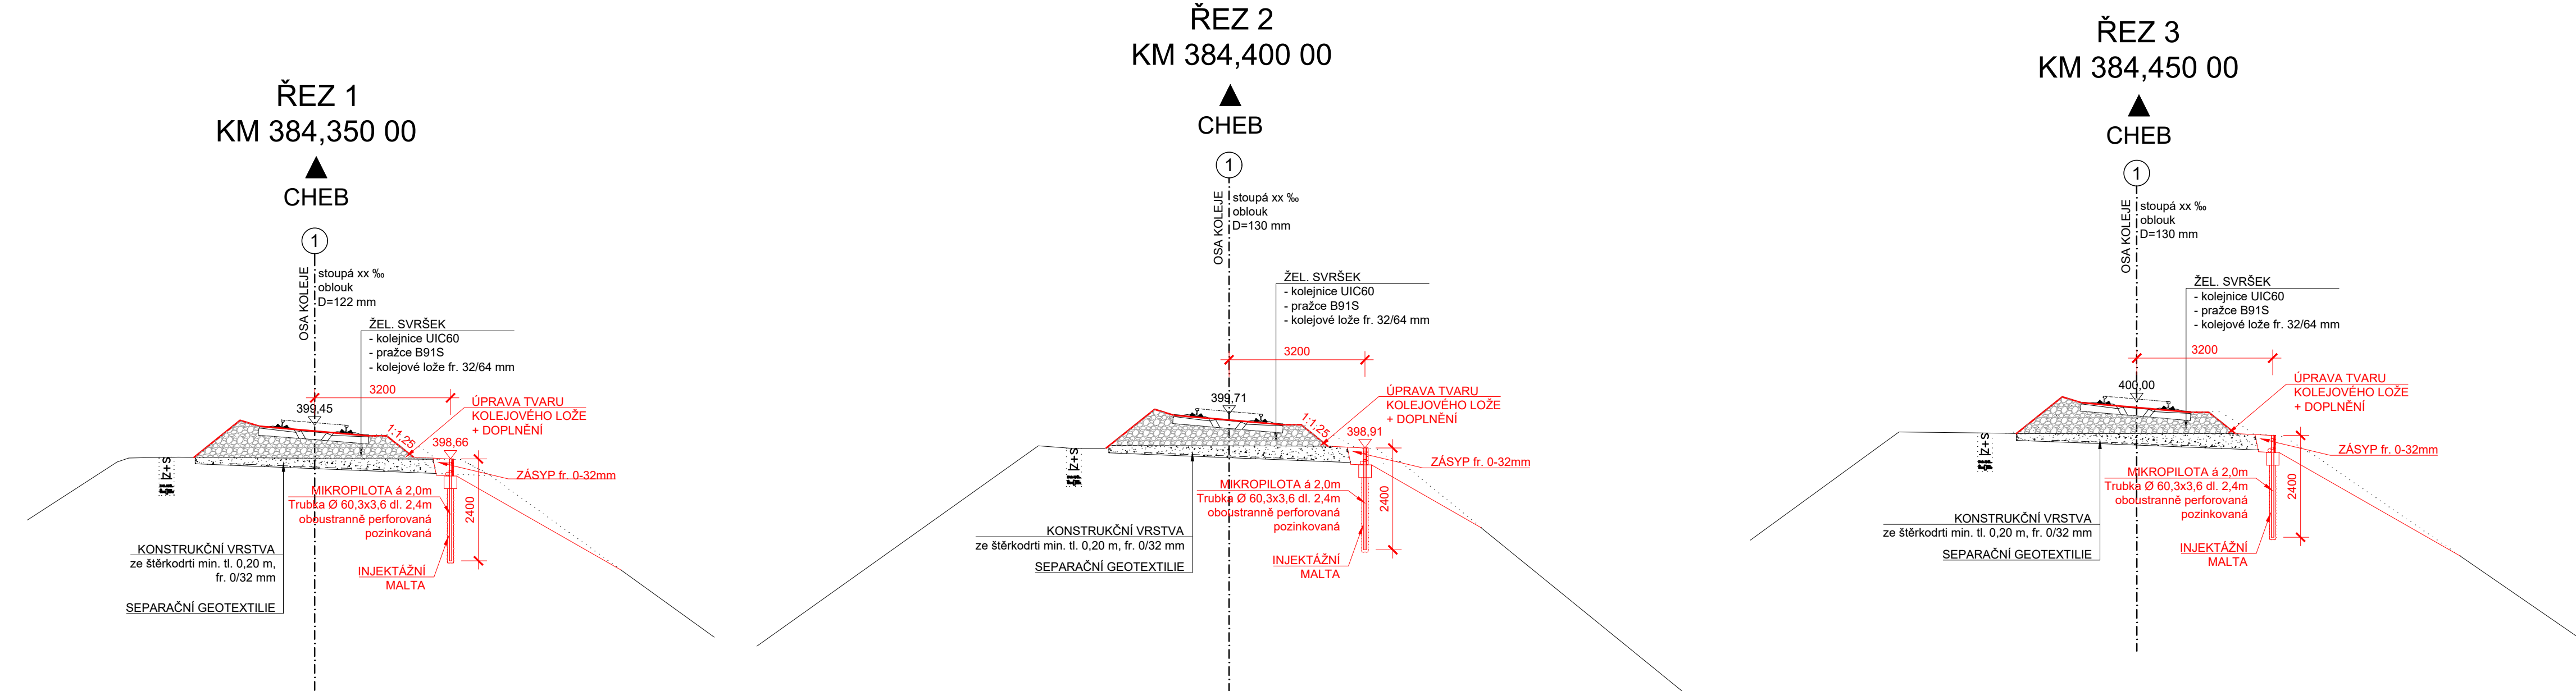 ŘEZ 1
KM 384,350 00
CHEB
1
OSA KOLEJE
stoupá xx ‰
oblouk
D=122 mm
ŽEL. SVRŠEK
- kolejnice UIC60
- pražce B91S
- kolejové lože fr. 32/64 mm
3200
399,45
ÚPRAVA TVARU
KOLEJOVÉHO LOŽE
+ DOPLNĚNÍ
1:1,25
398,66
ZÁSYP fr. 0-32mm
MIKROPILOTA á 2,0m
Trubka Ø 60,3x3,6 dl. 2,4m
oboustranně perforovaná
pozinkovaná
2400
KONSTRUKČNÍ VRSTVA
ze štěrkodrti min. tl. 0,20 m,
fr. 0/32 mm
INJEKTÁŽNÍ
MALTA
SEPARAČNÍ GEOTEXTILIE
ŘEZ 2
KM 384,400 00
CHEB
1
OSA KOLEJE
stoupá xx ‰
oblouk
D=130 mm
ŽEL. SVRŠEK
- kolejnice UIC60
- pražce B91S
- kolejové lože fr. 32/64 mm
3200
399,71
ÚPRAVA TVARU
KOLEJOVÉHO LOŽE
+ DOPLNĚNÍ
1:1,25
398,91
ZÁSYP fr. 0-32mm
MIKROPILOTA á 2,0m
Trubka Ø 60,3x3,6 dl. 2,4m
oboustranně perforovaná
pozinkovaná
2400
KONSTRUKČNÍ VRSTVA
ze štěrkodrti min. tl. 0,20 m, fr. 0/32 mm
SEPARAČNÍ GEOTEXTILIE
INJEKTÁŽNÍ
MALTA
ŘEZ 3
KM 384,450 00
CHEB
1
OSA KOLEJE
stoupá xx ‰
oblouk
D=130 mm
ŽEL. SVRŠEK
- kolejnice UIC60
- pražce B91S
- kolejové lože fr. 32/64 mm
3200
400,00
ÚPRAVA TVARU
KOLEJOVÉHO LOŽE
+ DOPLNĚNÍ
ZÁSYP fr. 0-32mm
MIKROPILOTA á 2,0m
Trubka Ø 60,3x3,6 dl. 2,4m
oboustranně perforovaná
pozinkovaná
2400
KONSTRUKČNÍ VRSTVA
ze štěrkodrti min. tl. 0,20 m, fr. 0/32 mm
SEPARAČNÍ GEOTEXTILIE
INJEKTÁŽNÍ
MALTA